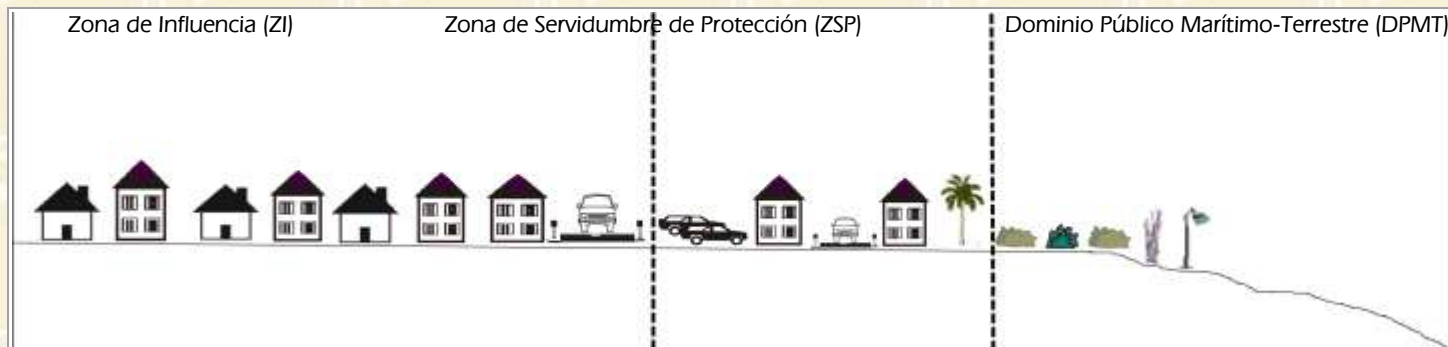 Zona de Influencia (ZI) Zona de Servidumbre de Protección (ZSP) Dominio Público Marítimo-Terrestre (DPMT)